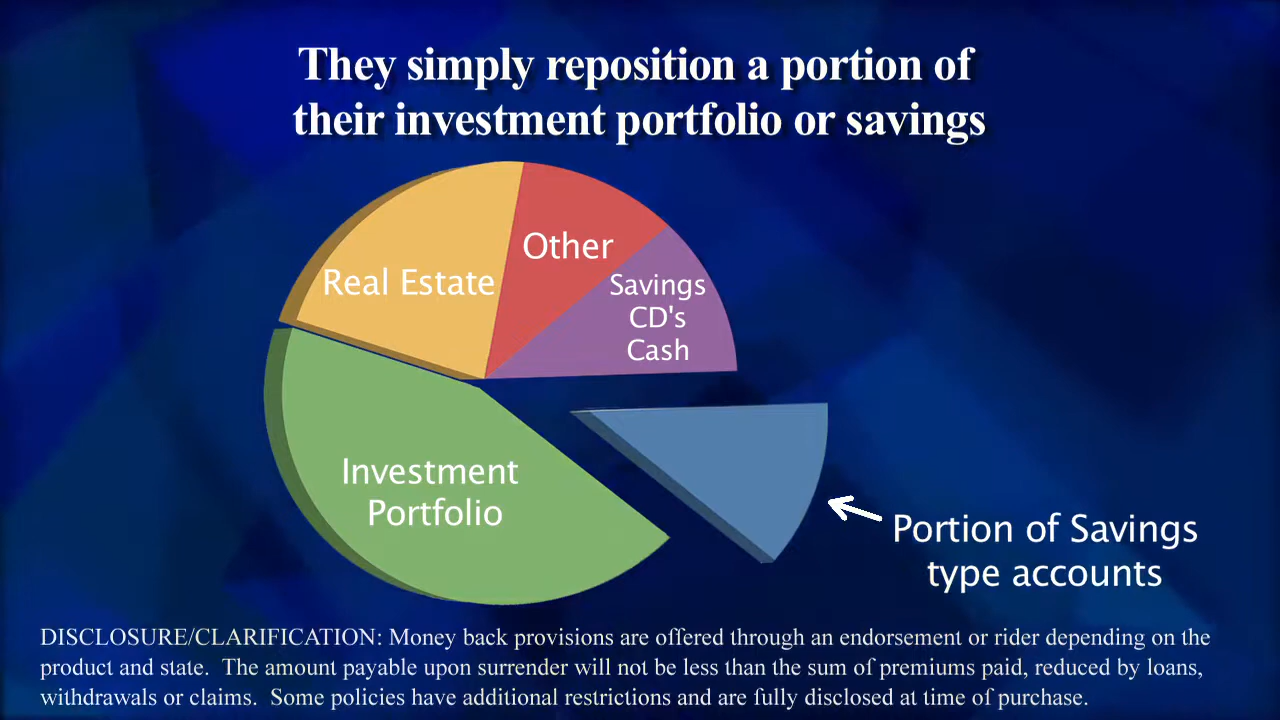 They simply reposition a portion of
their investment portfolio or savings
Other
Real Estate
Savings
CD's
Cash
Investment
Portfolio
Portion of Savings
type accounts
DISCLOSURE/CLARIFICATION: Money back provisions are offered through an endorsement or rider depending on the
product and state.  The amount payable upon surrender will not be less than the sum of premiums paid, reduced by loans,
withdrawals or claims.  Some policies have additional restrictions and are fully disclosed at time of purchase.